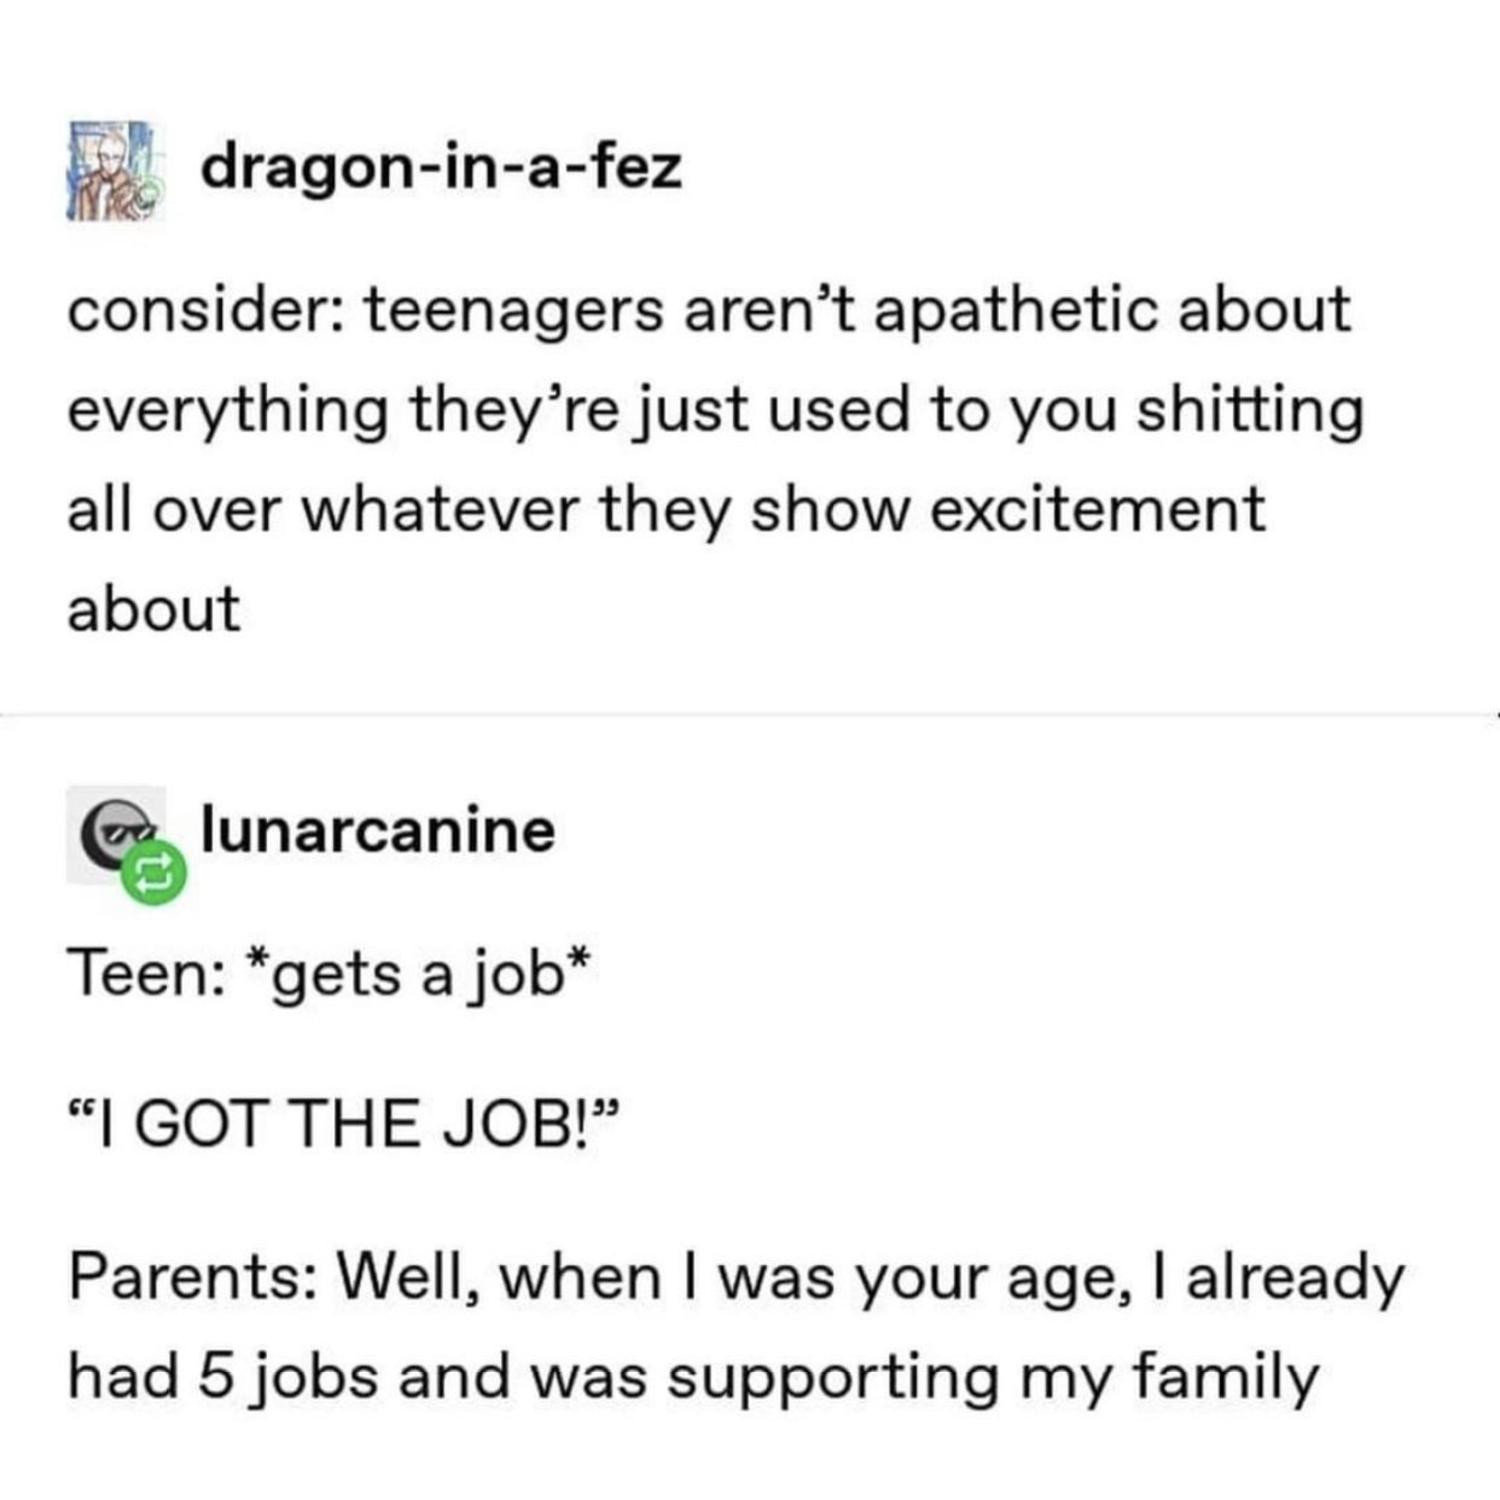 dragon-in-a-fez
consider: teenagers aren’t apathetic about
everything they’re just used to you shitting
all over whatever they show excitement
about
lunarcanine
Teen: *gets a job*
“I GOT THE JOB!”
Parents: Well, when I was your age, I already
had 5 jobs and was supporting my family